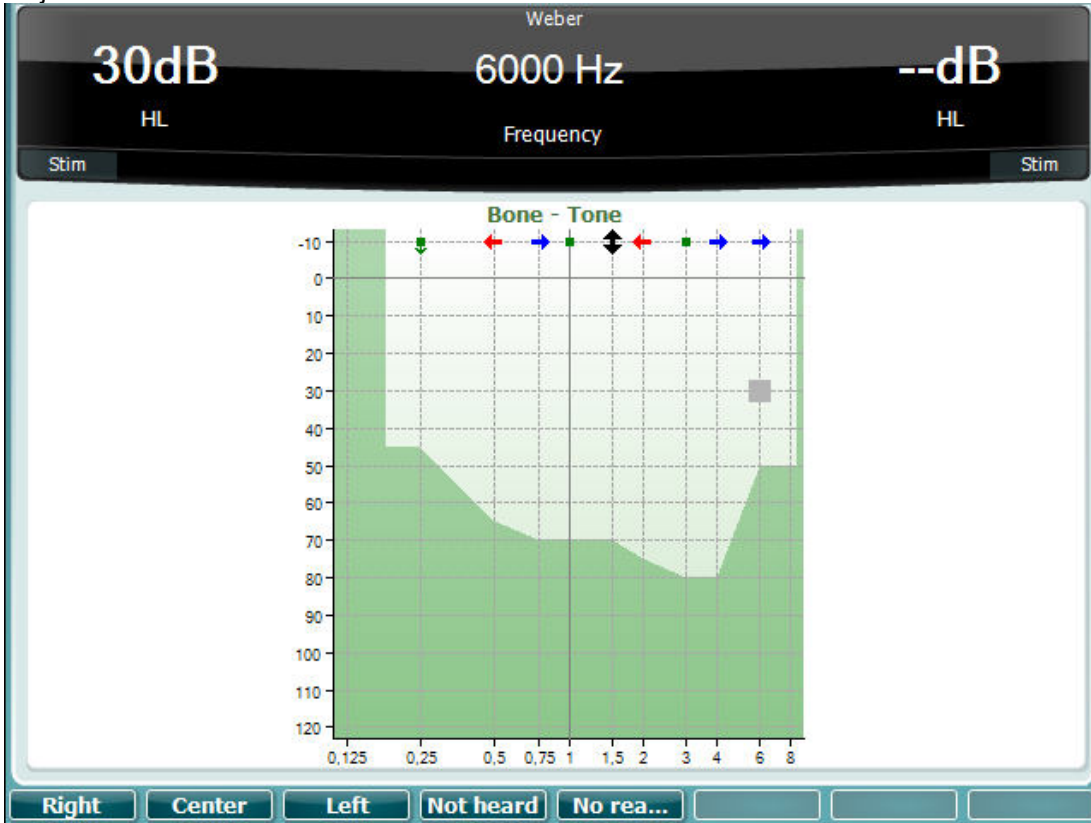 Weber
30dB
6000 Hz
--dB
HL
Frequency
HL
Stim
Stim
Bone - Tone
-10
0
10
20
30
40
50
60
70
80
90
100
110
120
0,125 0,25 0,5 0,75 1 1,5 2 3 4 6 8
Right Center Left Not heard No rea...